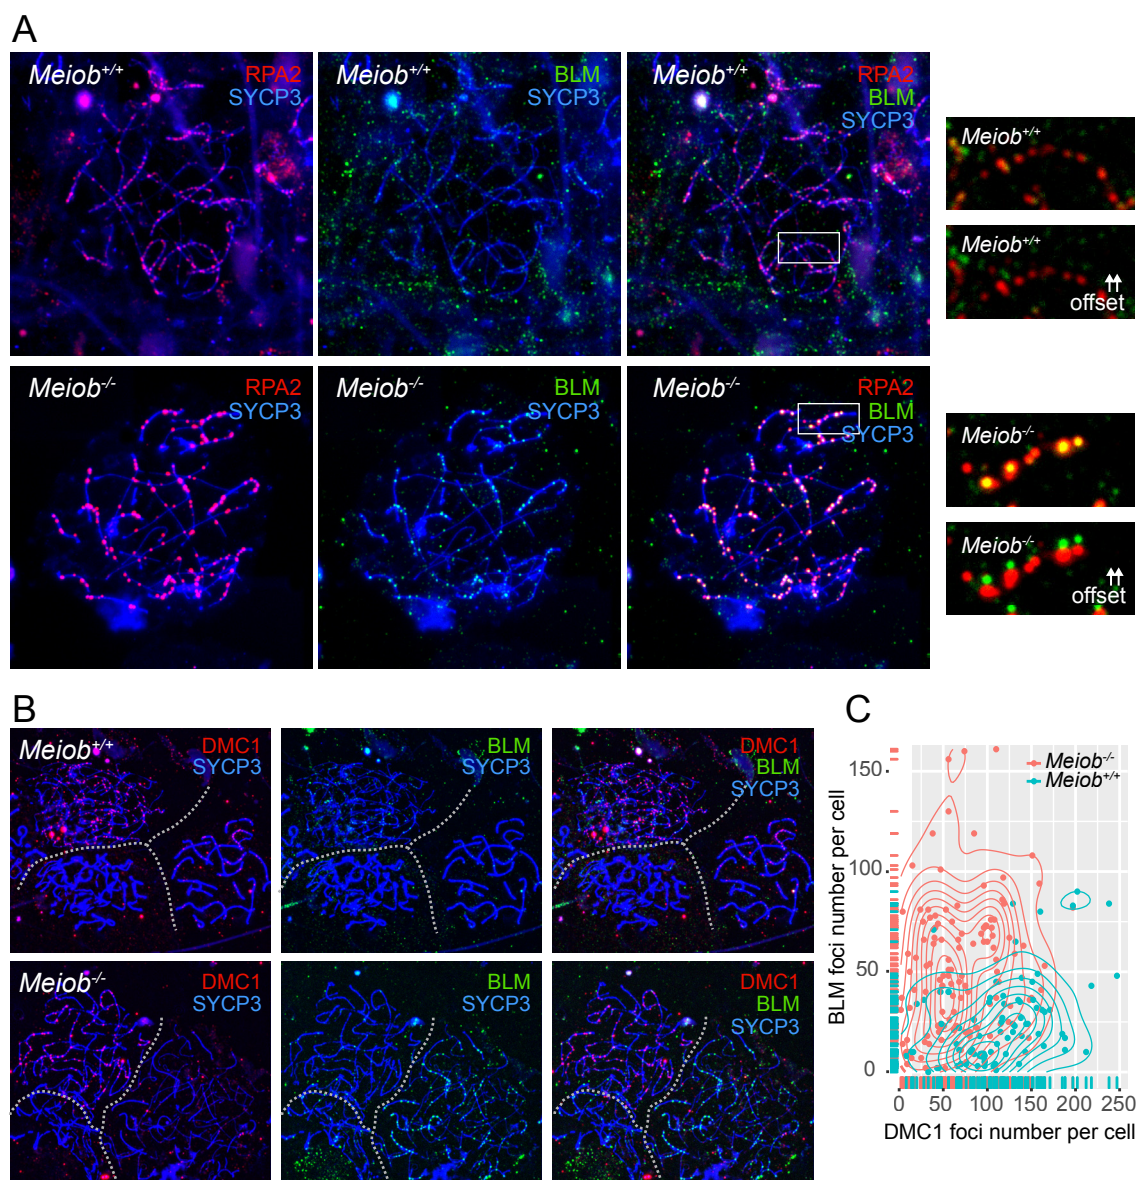 A
Meiob+/+
RPA2
SYCP3
Meiob+/+
BLM
SYCP3
Meiob+/+
RPA2
BLM
SYCP3
Meiob+/+
Meiob+/+
offset
Meiob-/-
RPA2
SYCP3
Meiob-/-
BLM
SYCP3
Meiob-/-
RPA2
BLM
SYCP3
Meiob-/-
Meiob-/-
offset
B
Meiob+/+
DMC1
SYCP3
BLM
SYCP3
DMC1
BLM
SYCP3
Meiob-/-
DMC1
SYCP3
BLM
SYCP3
DMC1
BLM
SYCP3
C
Meiob-/-
Meiob+/+
BLM foci number per cell
150
100
50
0
0 50 100 150 200 250
DMC1 foci number per cell